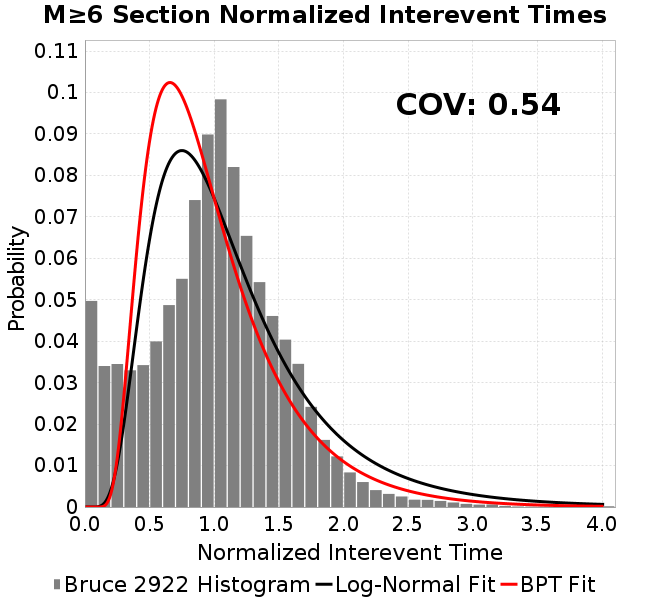 M≥6 Section Normalized Interevent Times
COV: 0.54
Probability
0.11
0.1
0.09
0.08
0.07
0.06
0.05
0.04
0.03
0.02
0.01
0
0.0 0.5 1.0 1.5 2.0 2.5 3.0 3.5 4.0
Normalized Interevent Time
Bruce 2922 Histogram Log-Normal Fit BPT Fit